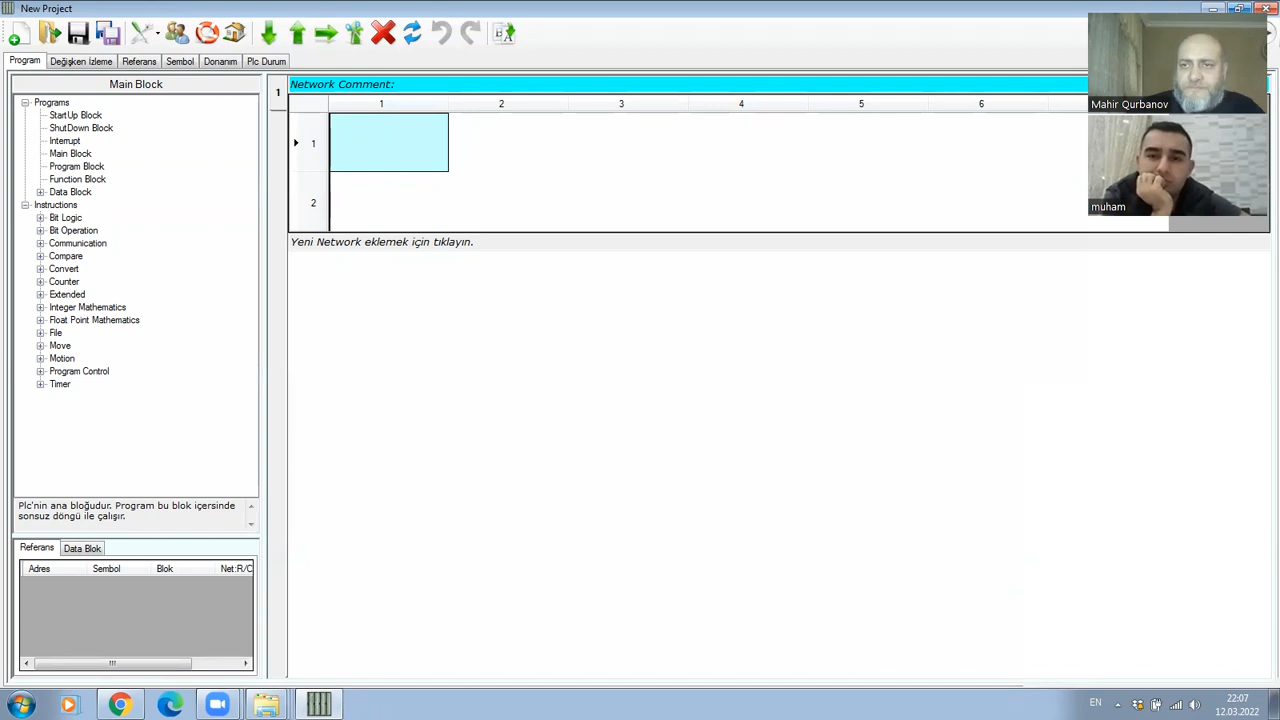 New Project
Program Değişken İzleme Referans Sembol Donanım Plc Durum
Main Block
Programs
StartUp Block
ShutDown Block
Interrupt
Main Block
Program Block
Function Block
Data Block
Instructions
Bit Logic
Bit Operation
Communication
Compare
Convert
Counter
Extended
Integer Mathematics
Float Point Mathematics
File
Move
Motion
Program Control
Timer
Plc'nin ana bloğudur. Program bu blok içersinde
sonsuz döngü ile çalışır.
Referans Data Blok
Adres Sembol Blok Net:R/C
1 Network Comment:
1 2 3 4 5 6
1
2
Yeni Network eklemek için tıklayın.
Mahir Qurbanov
muham
EN
22:07
12.03.2022